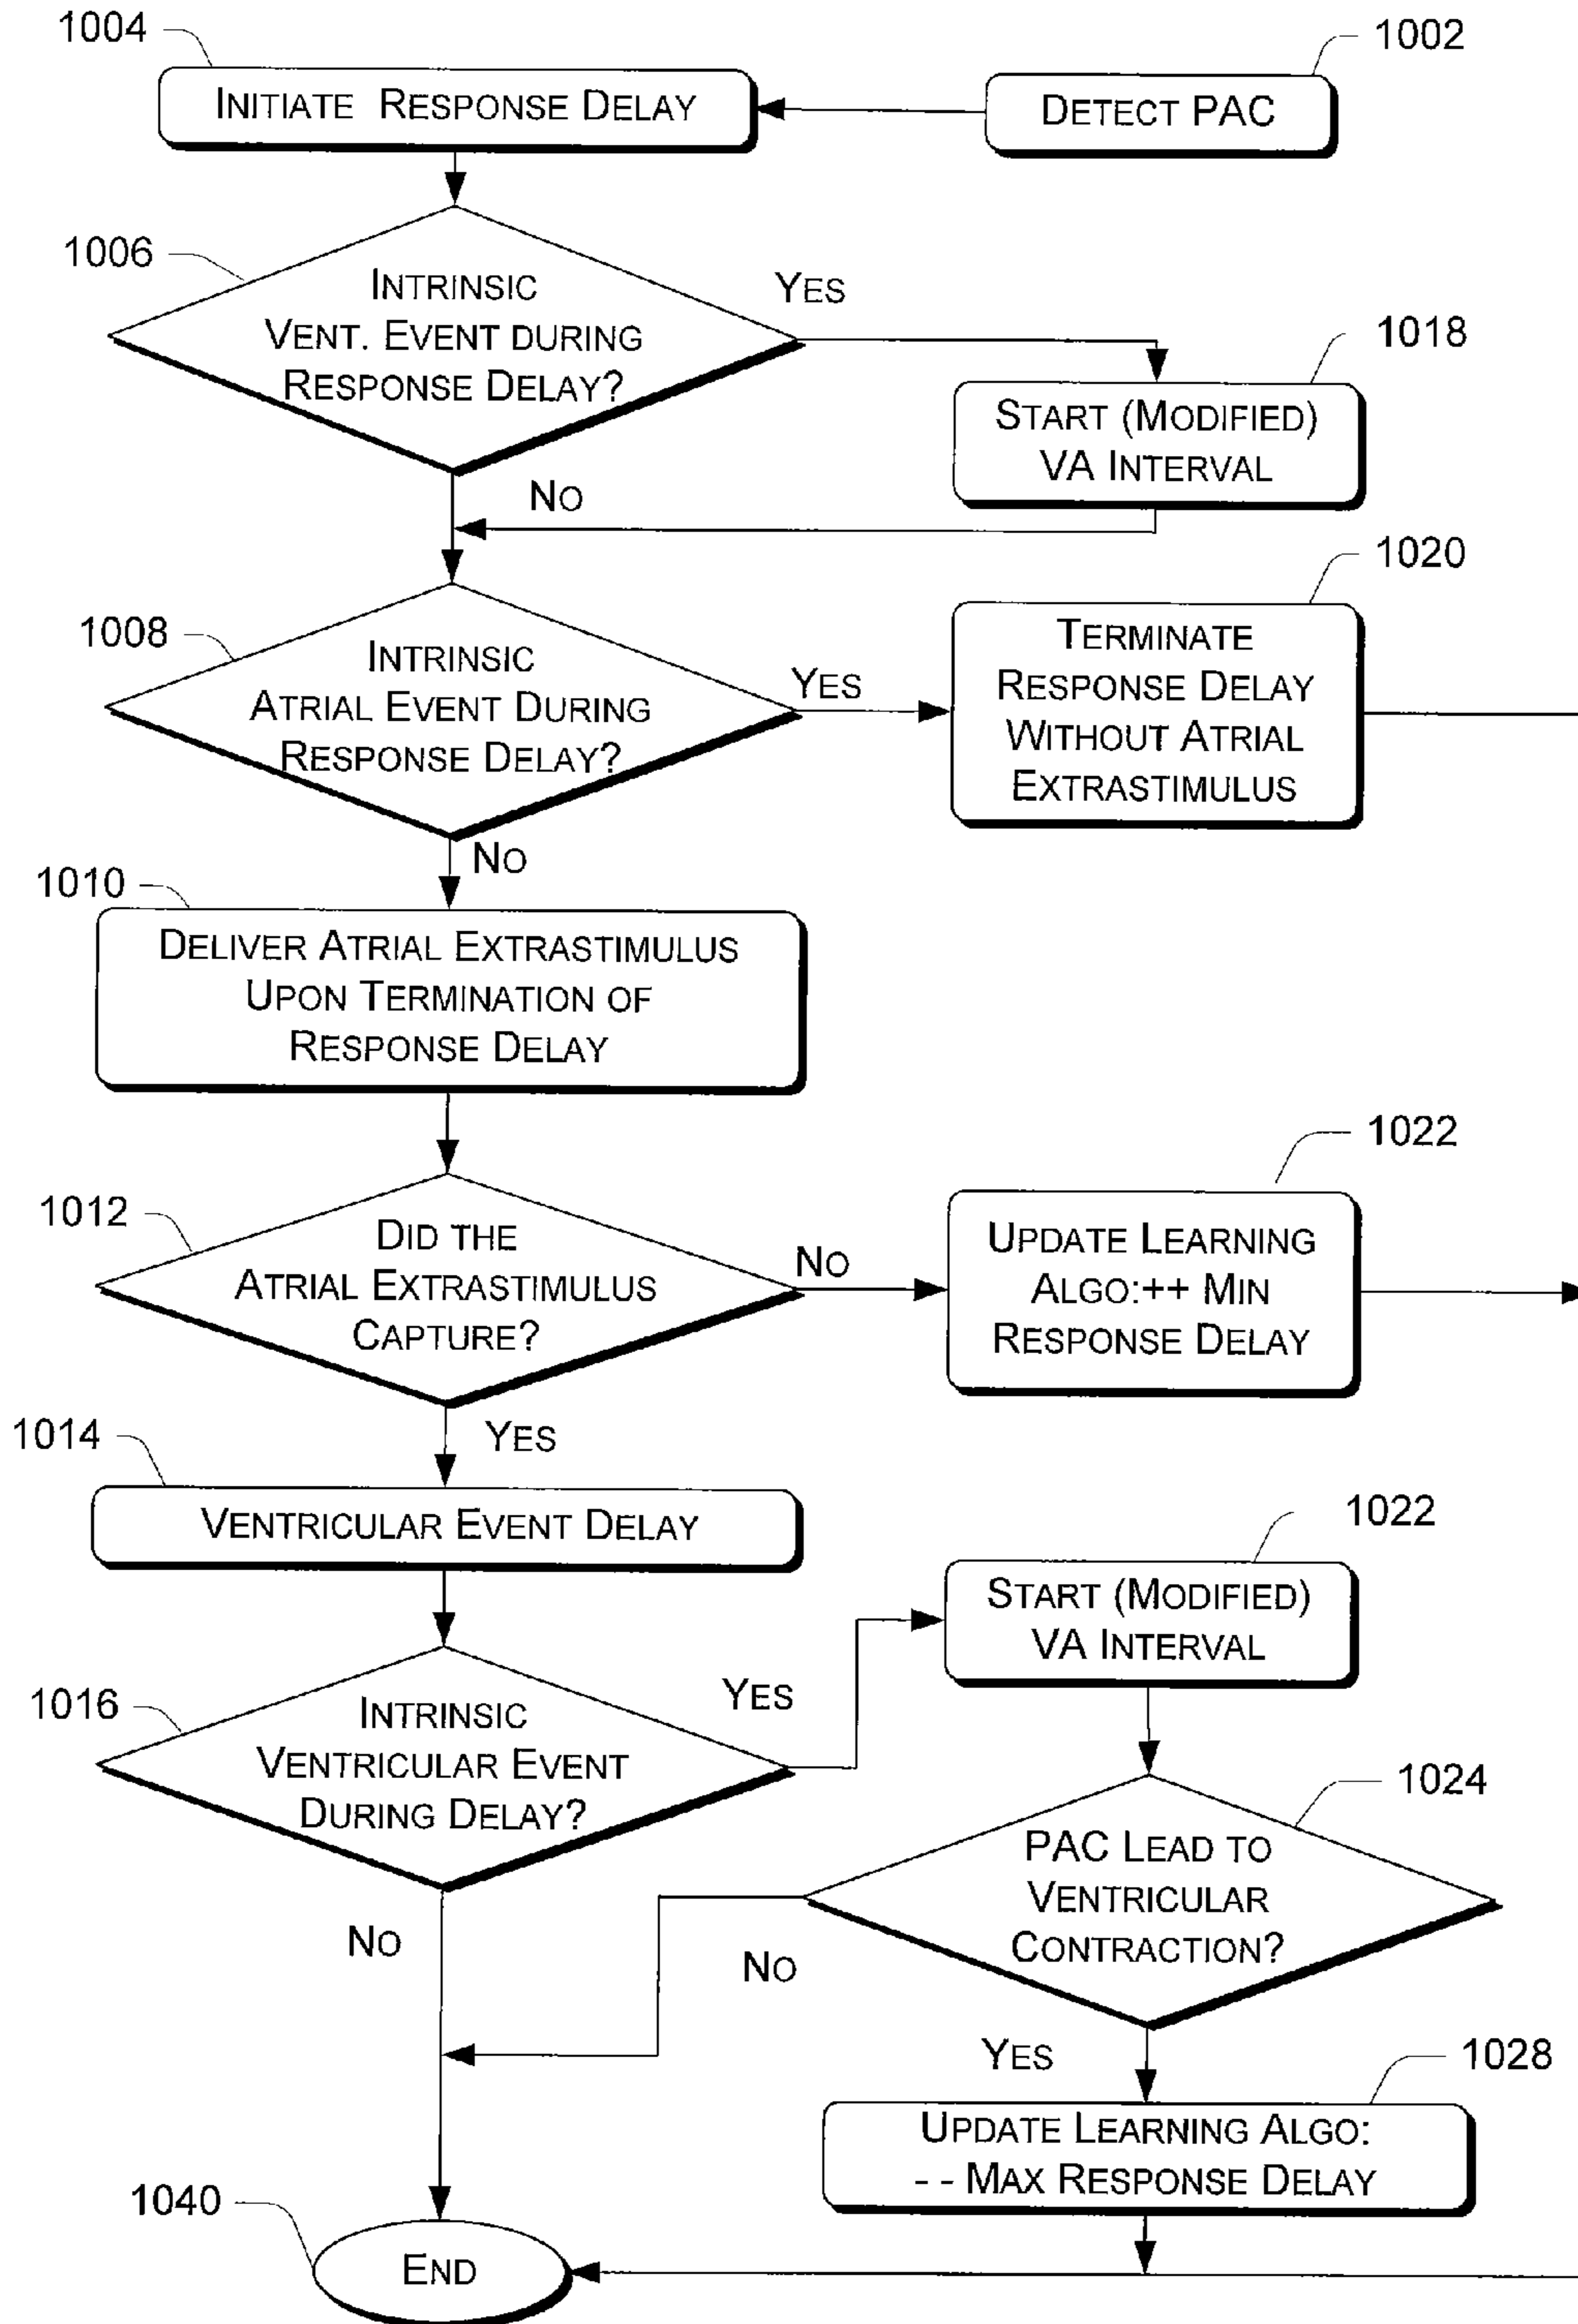 1004
1002
INITIATE RESPONSE DELAY
DETECT PAC
1006
INTRINSIC
VENT. EVENT DURING
RESPONSE DELAY?
YES
1018
START (MODIFIED)
VA INTERVAL
NO
1020
1008
INTRINSIC
ATRIAL EVENT DURING
RESPONSE DELAY?
YES
TERMINATE
RESPONSE DELAY
WITHOUT ATRIAL
EXTRASTIMULUS
NO
1010
DELIVER ATRIAL EXTRASTIMULUS
UPON TERMINATION OF
RESPONSE DELAY
1022
1012
DID THE
ATRIAL EXTRASTIMULUS
CAPTURE?
NO
UPDATE LEARNING
ALGO:++ MIN
RESPONSE DELAY
YES
1014
VENTRICULAR EVENT DELAY
1022
START (MODIFIED)
VA INTERVAL
1016
INTRINSIC
VENTRICULAR EVENT
DURING DELAY?
YES
1024
PAC LEAD TO
VENTRICULAR
CONTRACTION?
NO
NO
YES
1028
UPDATE LEARNING ALGO:
- - MAX RESPONSE DELAY
1040
END